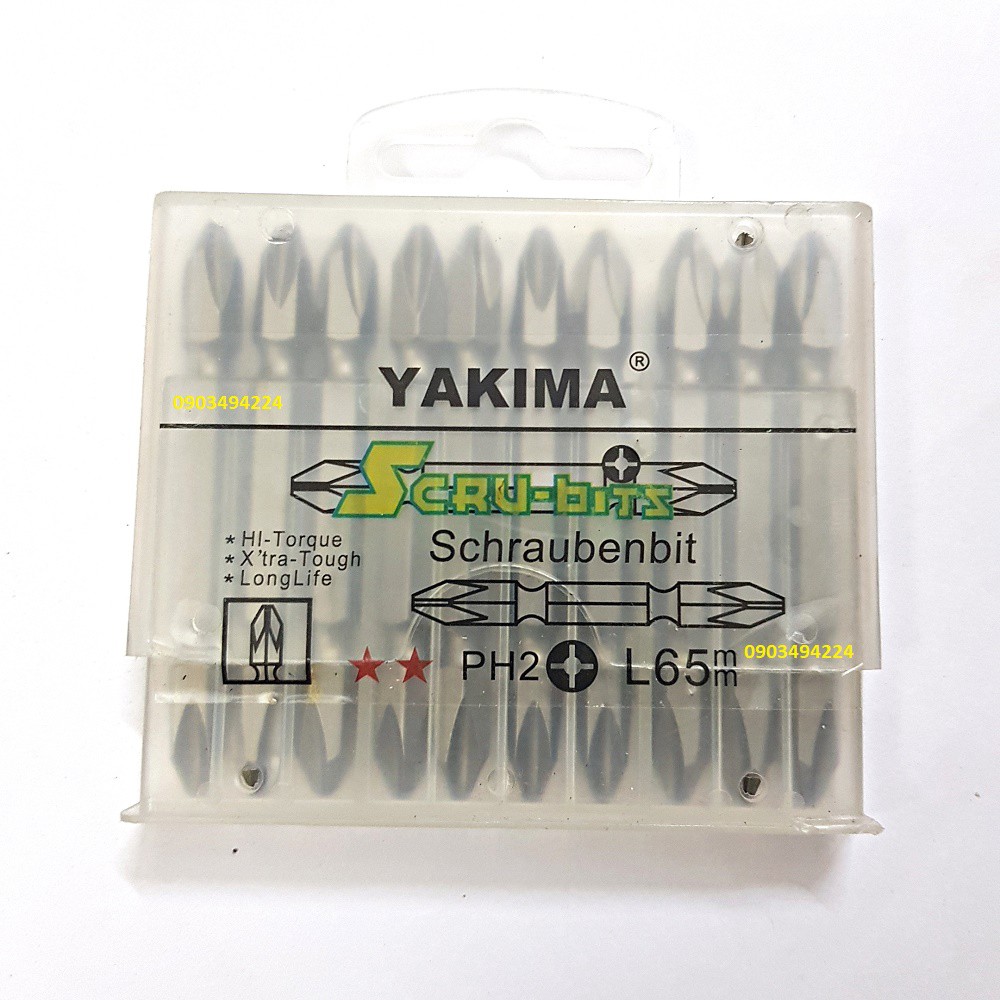 YAKIMA®
0903494224
SCRU-BITS
* HI-Torque
* X'tra-Tough
* LongLife
Schraubenbit
0903494224
PH2 L65mm